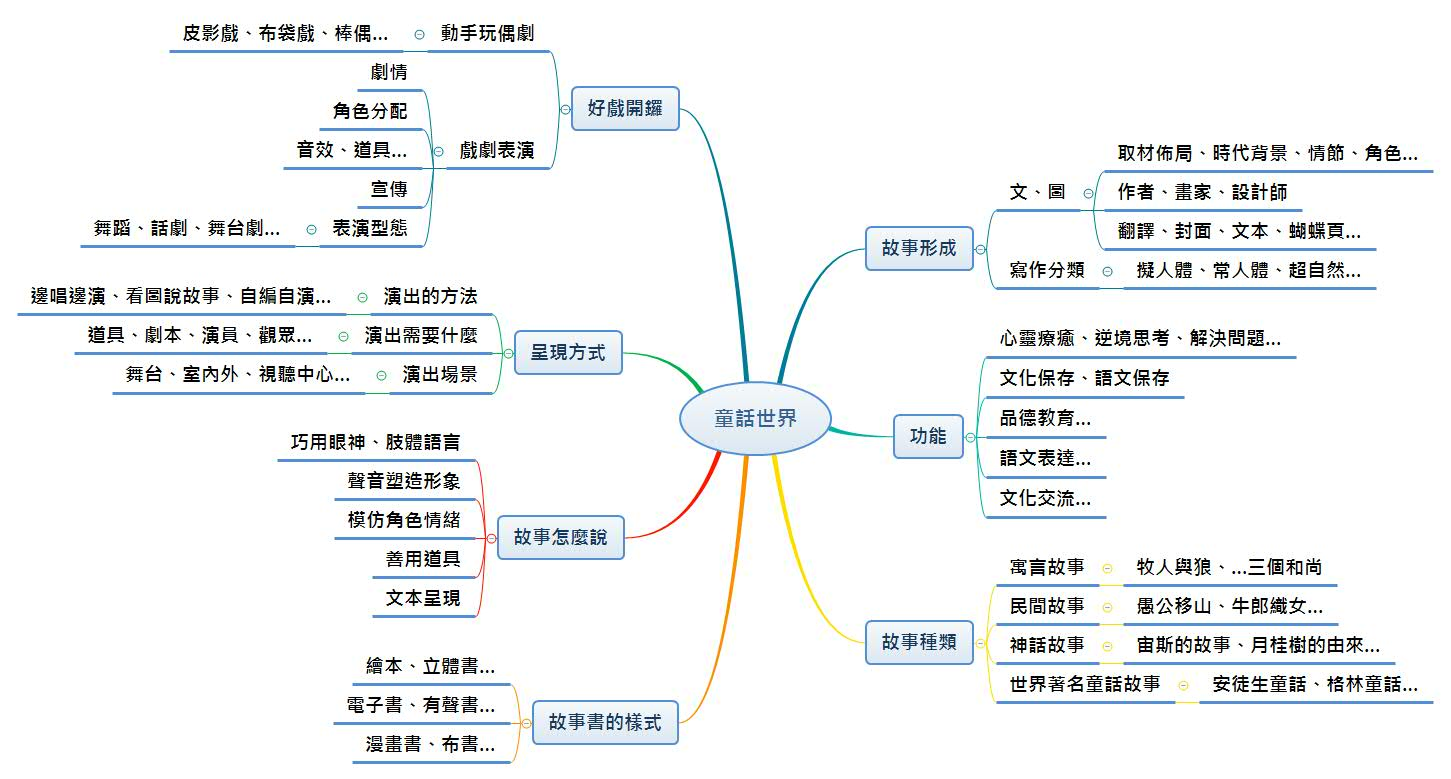 童話世界
好戲開鑼
動手玩偶劇
皮影戲、布袋戲、棒偶...
戲劇表演
劇情
角色分配
音效、道具...
宣傳
表演型態
舞蹈、話劇、舞台劇...
呈現方式
演出的方法
邊唱邊演、看圖說故事、自編自演...
演出需要什麼
道具、劇本、演員、觀眾...
演出場景
舞台、室內外、視聽中心...
故事怎麼說
巧用眼神、肢體語言
聲音塑造形象
模仿角色情緒
善用道具
文本呈現
故事書的樣式
繪本、立體書...
電子書、有聲書...
漫畫書、布書...
故事形成
文、圖
取材佈局、時代背景、情節、角色...
作者、畫家、設計師
翻譯、封面、文本、蝴蝶頁...
寫作分類
擬人體、常人體、超自然...
功能
心靈療癒、逆境思考、解決問題...
文化保存、語文保存
品德教育...
語文表達...
文化交流...
故事種類
寓言故事
牧人與狼、...三個和尚
民間故事
愚公移山、牛郎織女...
神話故事
宙斯的故事、月桂樹的由來...
世界著名童話故事
安徒生童話、格林童話...